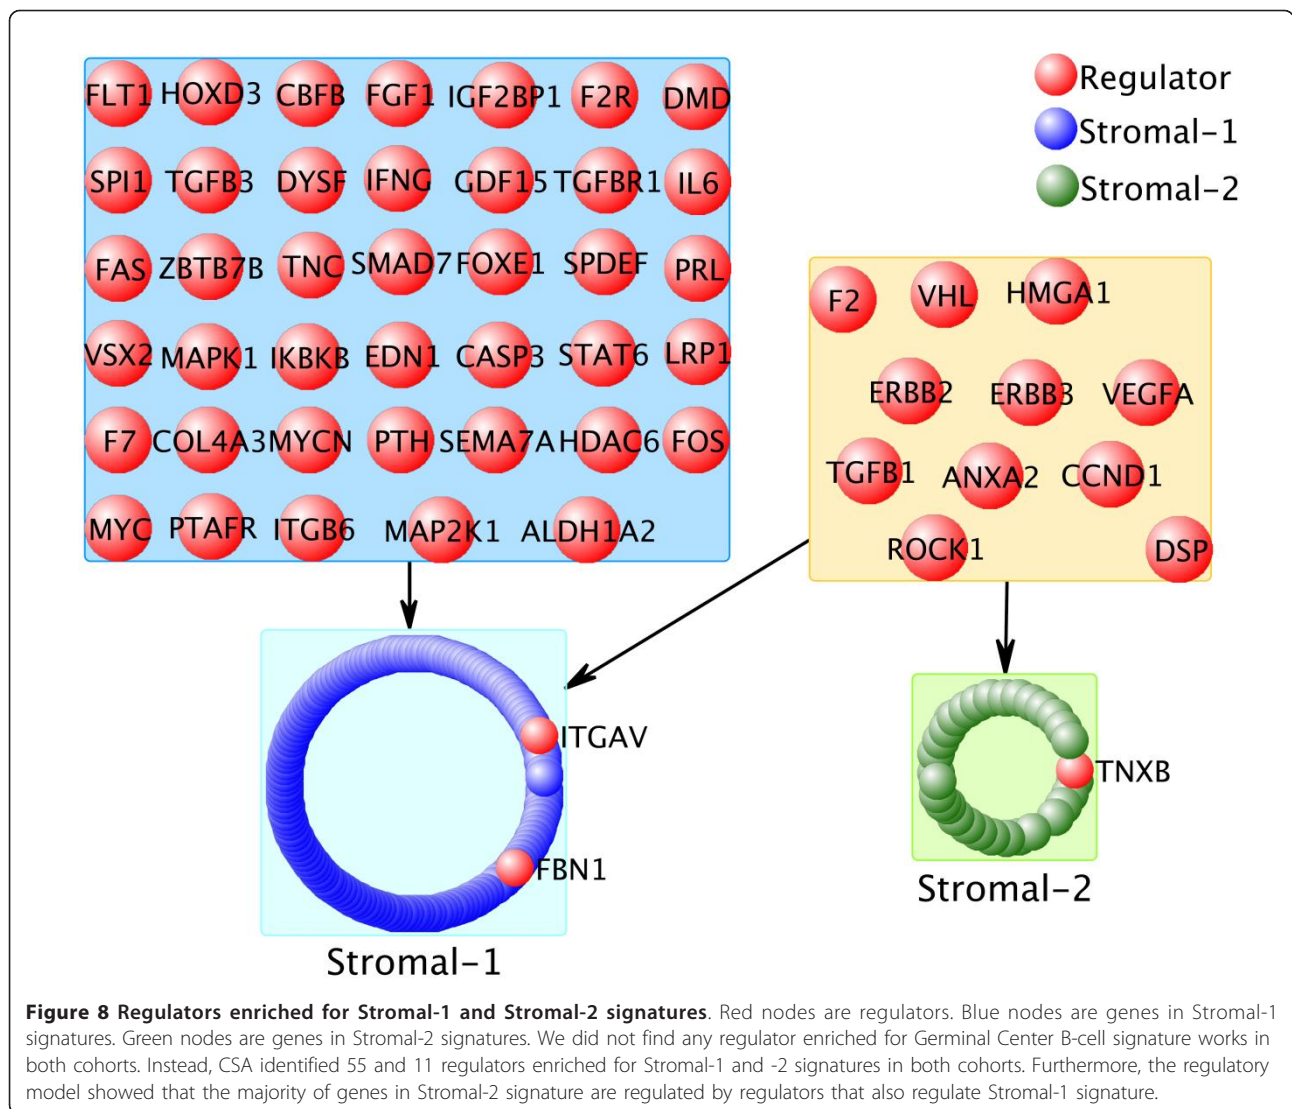 FLT1 HOXD3 CBFB FGF1 IGF2BP1 F2R DMD
SPI1 TGFB3 DYSF IFNG GDF15 TGFBR1 IL6
FAS ZBTB7B TNC SMAD7 FOXE1 SPDEF PRL
VSX2 MAPK1 IKBKB EDN1 CASP3 STAT6 LRP1
F7 COL4A3 MYCN PTH SEMA7A HDAC6 FOS
MYC PTAFR ITGB6 MAP2K1 ALDH1A2
Regulator
Stromal-1
Stromal-2
F2 VHL HMGA1
ERBB2 ERBB3 VEGFA
TGFB1 ANXA2 CCND1
ROCK1 DSP
ITGAV
FBN1
Stromal-1
TNXB
Stromal-2
Figure 8 Regulators enriched for Stromal-1 and Stromal-2 signatures. Red nodes are regulators. Blue nodes are genes in Stromal-1
signatures. Green nodes are genes in Stromal-2 signatures. We did not find any regulator enriched for Germinal Center B-cell signature works in
both cohorts. Instead, CSA identified 55 and 11 regulators enriched for Stromal-1 and -2 signatures in both cohorts. Furthermore, the regulatory
model showed that the majority of genes in Stromal-2 signature are regulated by regulators that also regulate Stromal-1 signature.